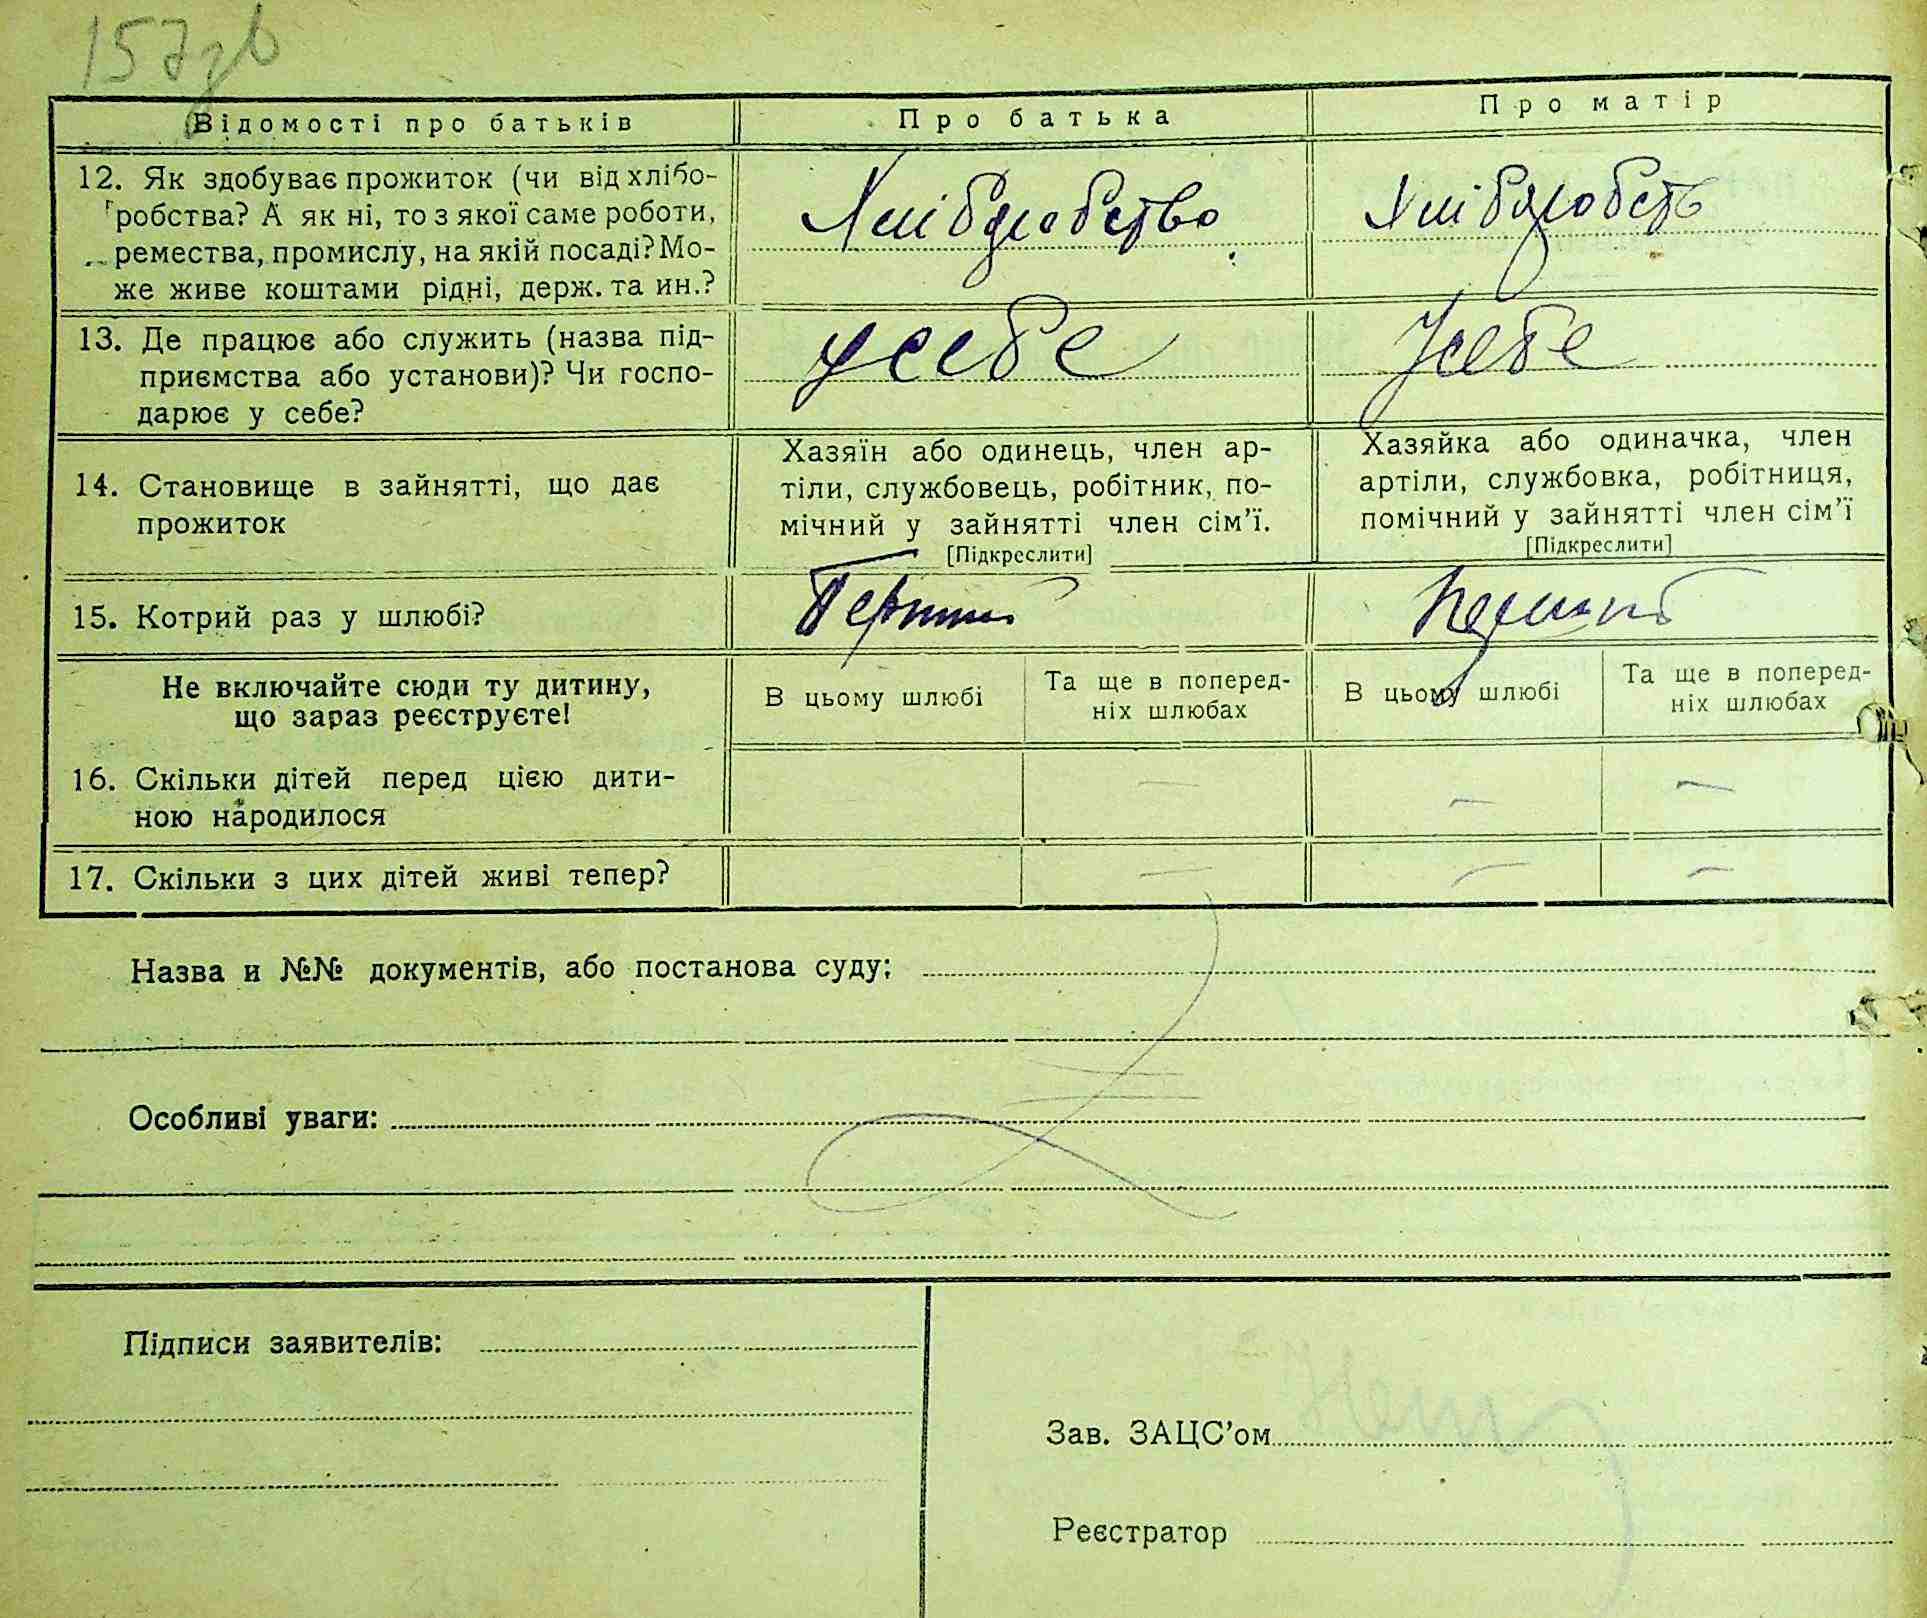 157зв
Відомості про батьків
Про батька
Про матір
12. Як здобуває прожиток (чи від хлібо-
робства? А як ні, то з якої саме роботи,
ремества, промислу, на якій посаді? Мо-
же живе коштами рідні, держ. та ин.?
Хліборобство
Хліборобств
13. Де працює або служить (назва під-
приємства або установи)? Чи госпо-
дарює у себе?
у себе
У себе
14. Становище в зайнятті, що дає
прожиток
Хазяїн або одинець, член ар-
тіли, службовець, робітник, по-
мічний у зайнятті член сім'ї.
[Підкреслити]
Хазяйка або одиначка, член
артіли, службовка, робітниця,
помічний у зайнятті член сім'ї
[Підкреслити]
15. Котрий раз у шлюбі?
Не включайте сюди ту дитину,
що зараз реєструєте!
В цьому шлюбі
Та ще в поперед-
ніх шлюбах
В цьому шлюбі
Та ще в поперед-
ніх шлюбах
16. Скільки дітей перед цією дити-
ною народилося
— — —
17. Скільки з цих дітей живі тепер?
— — —
Назва и №№ документів, або постанова суду:
Особливі уваги:
Підписи заявителів:
Зав. ЗАЦС'ом
Реєстратор